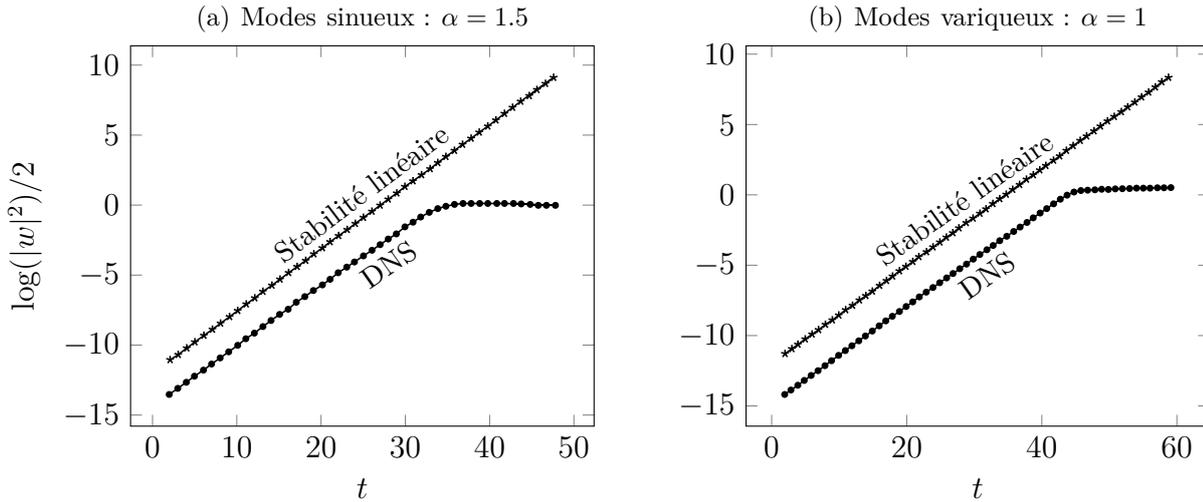 (a) Modes sinueux : α = 1.5
10
5
0
−5
−10
−15
log(|w|²)/2
Stabilité linéaire
DNS
0 10 20 30 40 50
t
(b) Modes variqueux : α = 1
10
5
0
−5
−10
−15
Stabilité linéaire
DNS
0 20 40 60
t